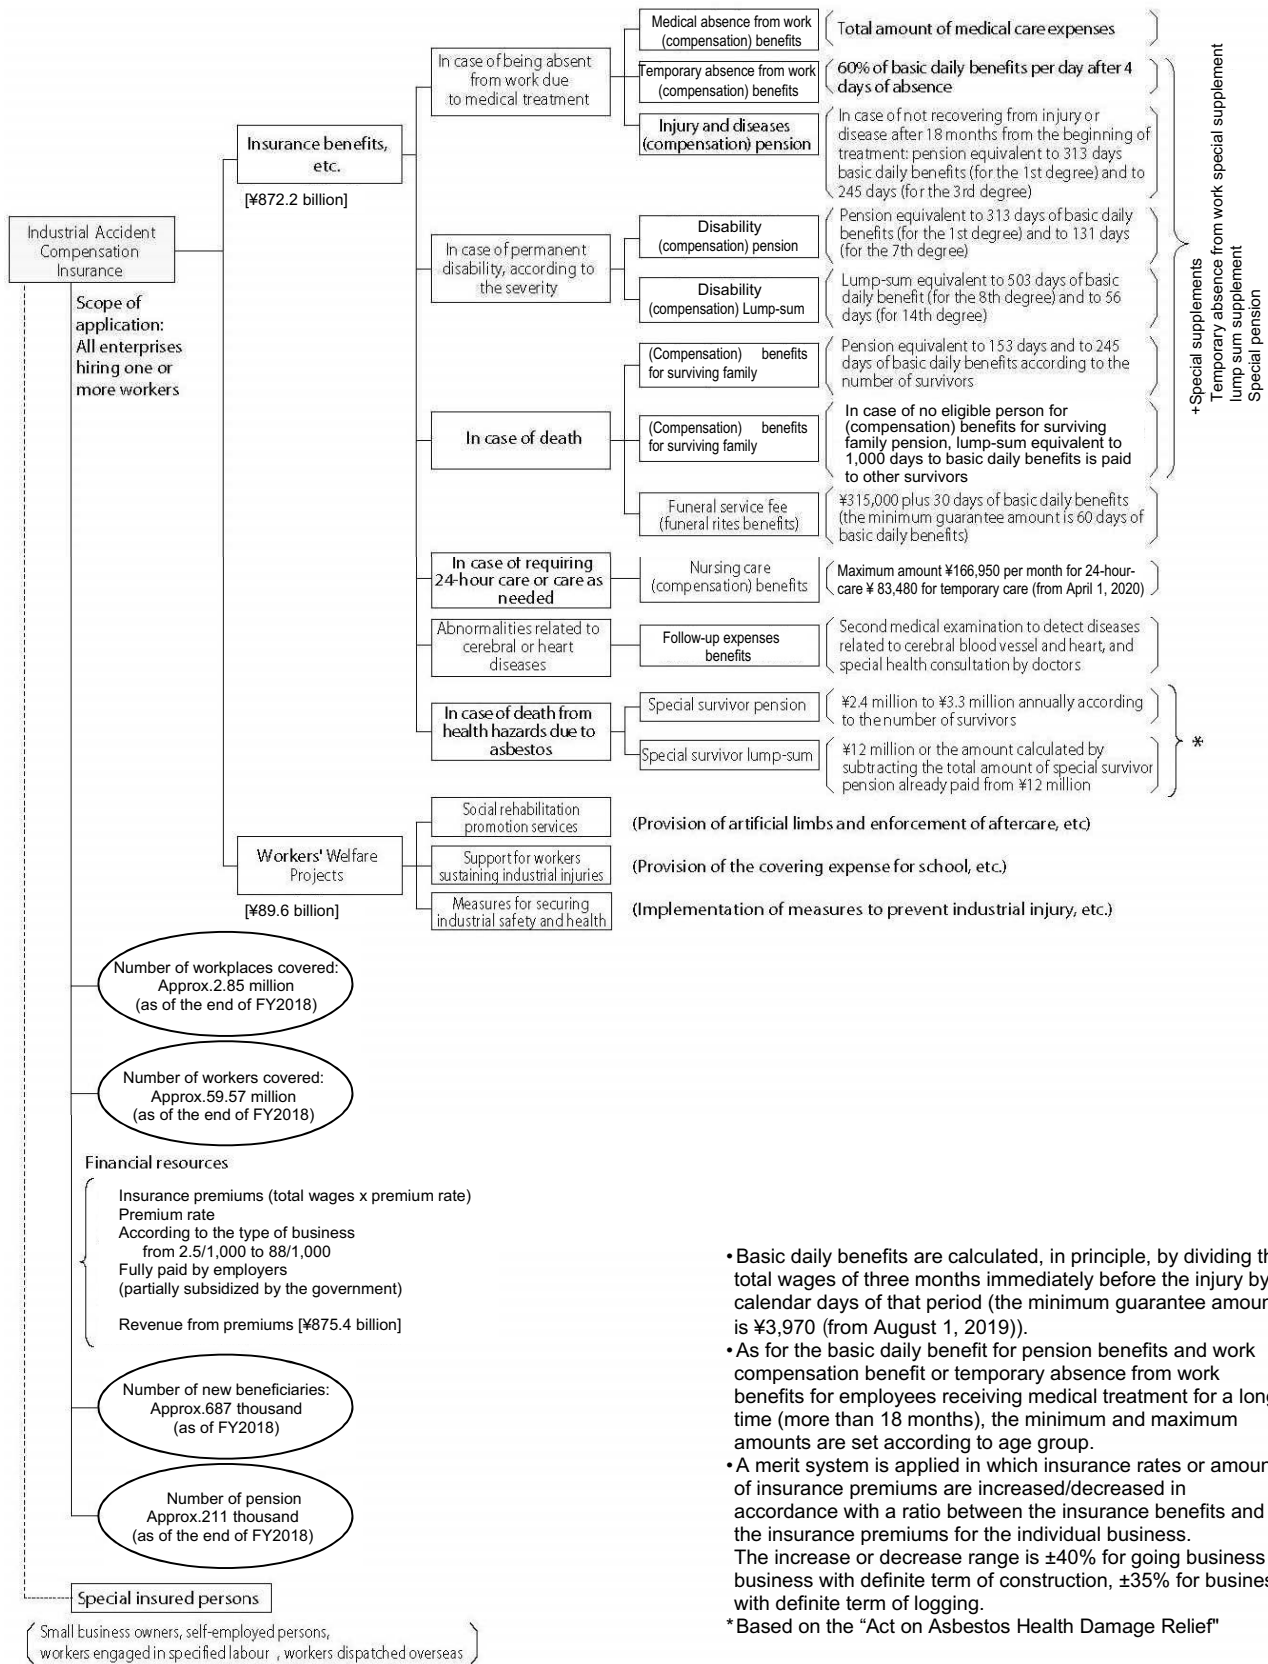 Industrial Accident
Compensation
Insurance
Scope of
application:
All enterprises
hiring one or
more workers
Insurance benefits,
etc.
[¥872.2 billion]
In case of being absent
from work due
to medical treatment
Medical absence from work
(compensation) benefits
Total amount of medical care expenses
Temporary absence from work
(compensation) benefits
60% of basic daily benefits per day after 4
days of absence
Injury and diseases
(compensation) pension
In case of not recovering from injury or
disease after 18 months from the beginning of
treatment: pension equivalent to 313 days
basic daily benefits (for the 1st degree) and to
245 days (for the 3rd degree)
In case of permanent
disability, according to
the severity
Disability
(compensation) pension
Pension equivalent to 313 days of basic daily
benefits (for the 1st degree) and to 131 days
(for the 7th degree)
Disability
(compensation) Lump-sum
Lump-sum equivalent to 503 days of basic
daily benefit (for the 8th degree) and to 56
days (for 14th degree)
In case of death
(Compensation) benefits
for surviving family
Pension equivalent to 153 days and to 245
days of basic daily benefits according to the
number of survivors
(Compensation) benefits
for surviving family
In case of no eligible person for
(compensation) benefits for surviving
family pension, lump-sum equivalent to
1,000 days to basic daily benefits is paid
to other survivors
Funeral service fee
(funeral rites benefits)
¥315,000 plus 30 days of basic daily benefits
(the minimum guarantee amount is 60 days of
basic daily benefits)
+Special supplements
Temporary absence from work special supplement
lump sum supplement
Special pension
In case of requiring
24-hour care or care as
needed
Nursing care
(compensation) benefits
Maximum amount ¥166,950 per month for 24-hour-
care ¥ 83,480 for temporary care (from April 1, 2020)
Abnormalities related to
cerebral or heart
diseases
Follow-up expenses
benefits
Second medical examination to detect diseases
related to cerebral blood vessel and heart, and
special health consultation by doctors
In case of death from
health hazards due to
asbestos
Special survivor pension
¥2.4 million to ¥3.3 million annually according
to the number of survivors
Special survivor lump-sum
¥12 million or the amount calculated by
subtracting the total amount of special survivor
pension already paid from ¥12 million
*
Workers' Welfare
Projects
[¥89.6 billion]
Social rehabilitation
promotion services
(Provision of artificial limbs and enforcement of aftercare, etc)
Support for workers
sustaining industrial injuries
(Provision of the covering expense for school, etc.)
Measures for securing
industrial safety and health
(Implementation of measures to prevent industrial injury, etc.)
Number of workplaces covered:
Approx.2.85 million
(as of the end of FY2018)
Number of workers covered:
Approx.59.57 million
(as of the end of FY2018)
Financial resources
Insurance premiums (total wages x premium rate)
Premium rate
According to the type of business
from 2.5/1,000 to 88/1,000
Fully paid by employers
(partially subsidized by the government)
Revenue from premiums [¥875.4 billion]
Number of new beneficiaries:
Approx.687 thousand
(as of FY2018)
Number of pension
Approx.211 thousand
(as of the end of FY2018)
Special insured persons
Small business owners, self-employed persons,
workers engaged in specified labour , workers dispatched overseas
• Basic daily benefits are calculated, in principle, by dividing th
total wages of three months immediately before the injury by
calendar days of that period (the minimum guarantee amoun
is ¥3,970 (from August 1, 2019)).
• As for the basic daily benefit for pension benefits and work
compensation benefit or temporary absence from work
benefits for employees receiving medical treatment for a long
time (more than 18 months), the minimum and maximum
amounts are set according to age group.
• A merit system is applied in which insurance rates or amoun
of insurance premiums are increased/decreased in
accordance with a ratio between the insurance benefits and
the insurance premiums for the individual business.
The increase or decrease range is ±40% for going business
business with definite term of construction, ±35% for busines
with definite term of logging.
* Based on the “Act on Asbestos Health Damage Relief"